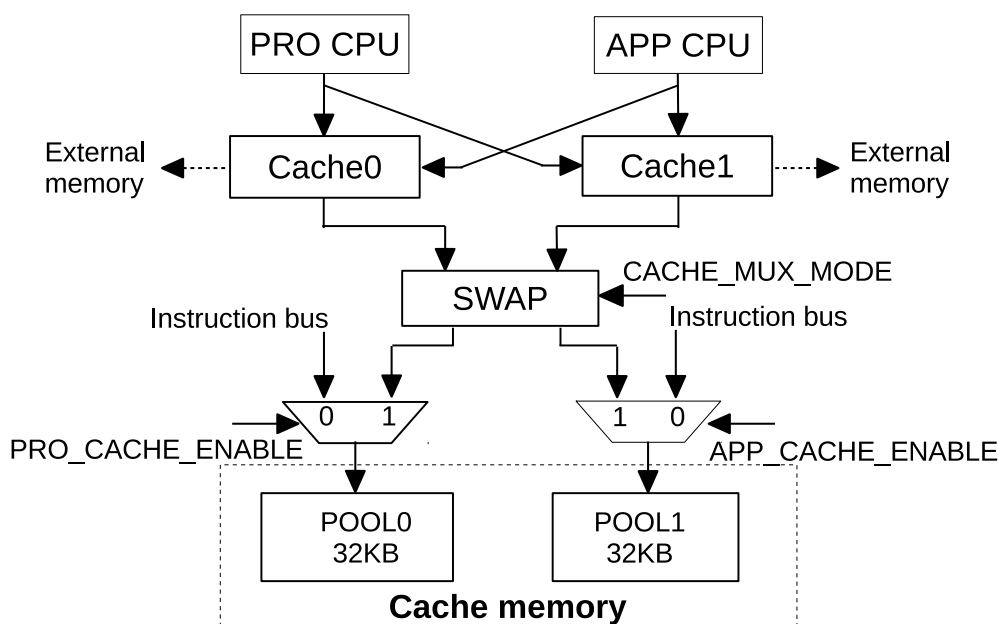 PRO CPU
APP CPU
External
memory
Cache0
Cache1
External
memory
CACHE_MUX_MODE
SWAP
Instruction bus
Instruction bus
0 1
1 0
PRO_CACHE_ENABLE
APP_CACHE_ENABLE
POOL0
32KB
POOL1
32KB
Cache memory